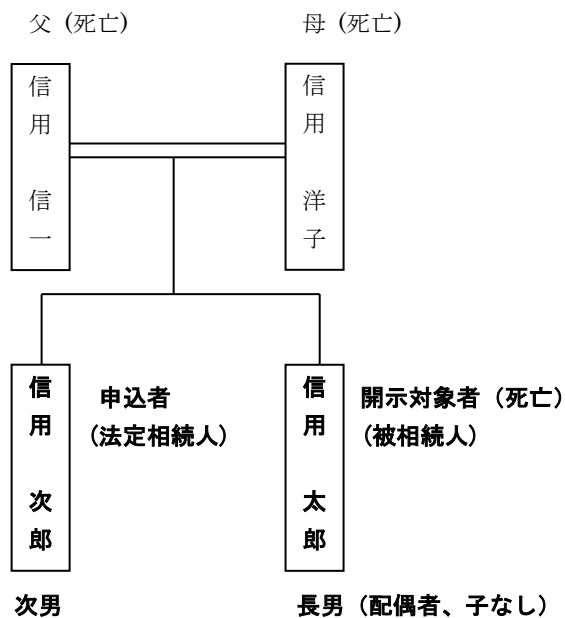 父 (死亡)
母 (死亡)
信用 信一
信用 洋子
信用 次郎
申込者
(法定相続人)
信用 太郎
開示対象者（死亡）
(被相続人)
次男
長男（配偶者、子なし）